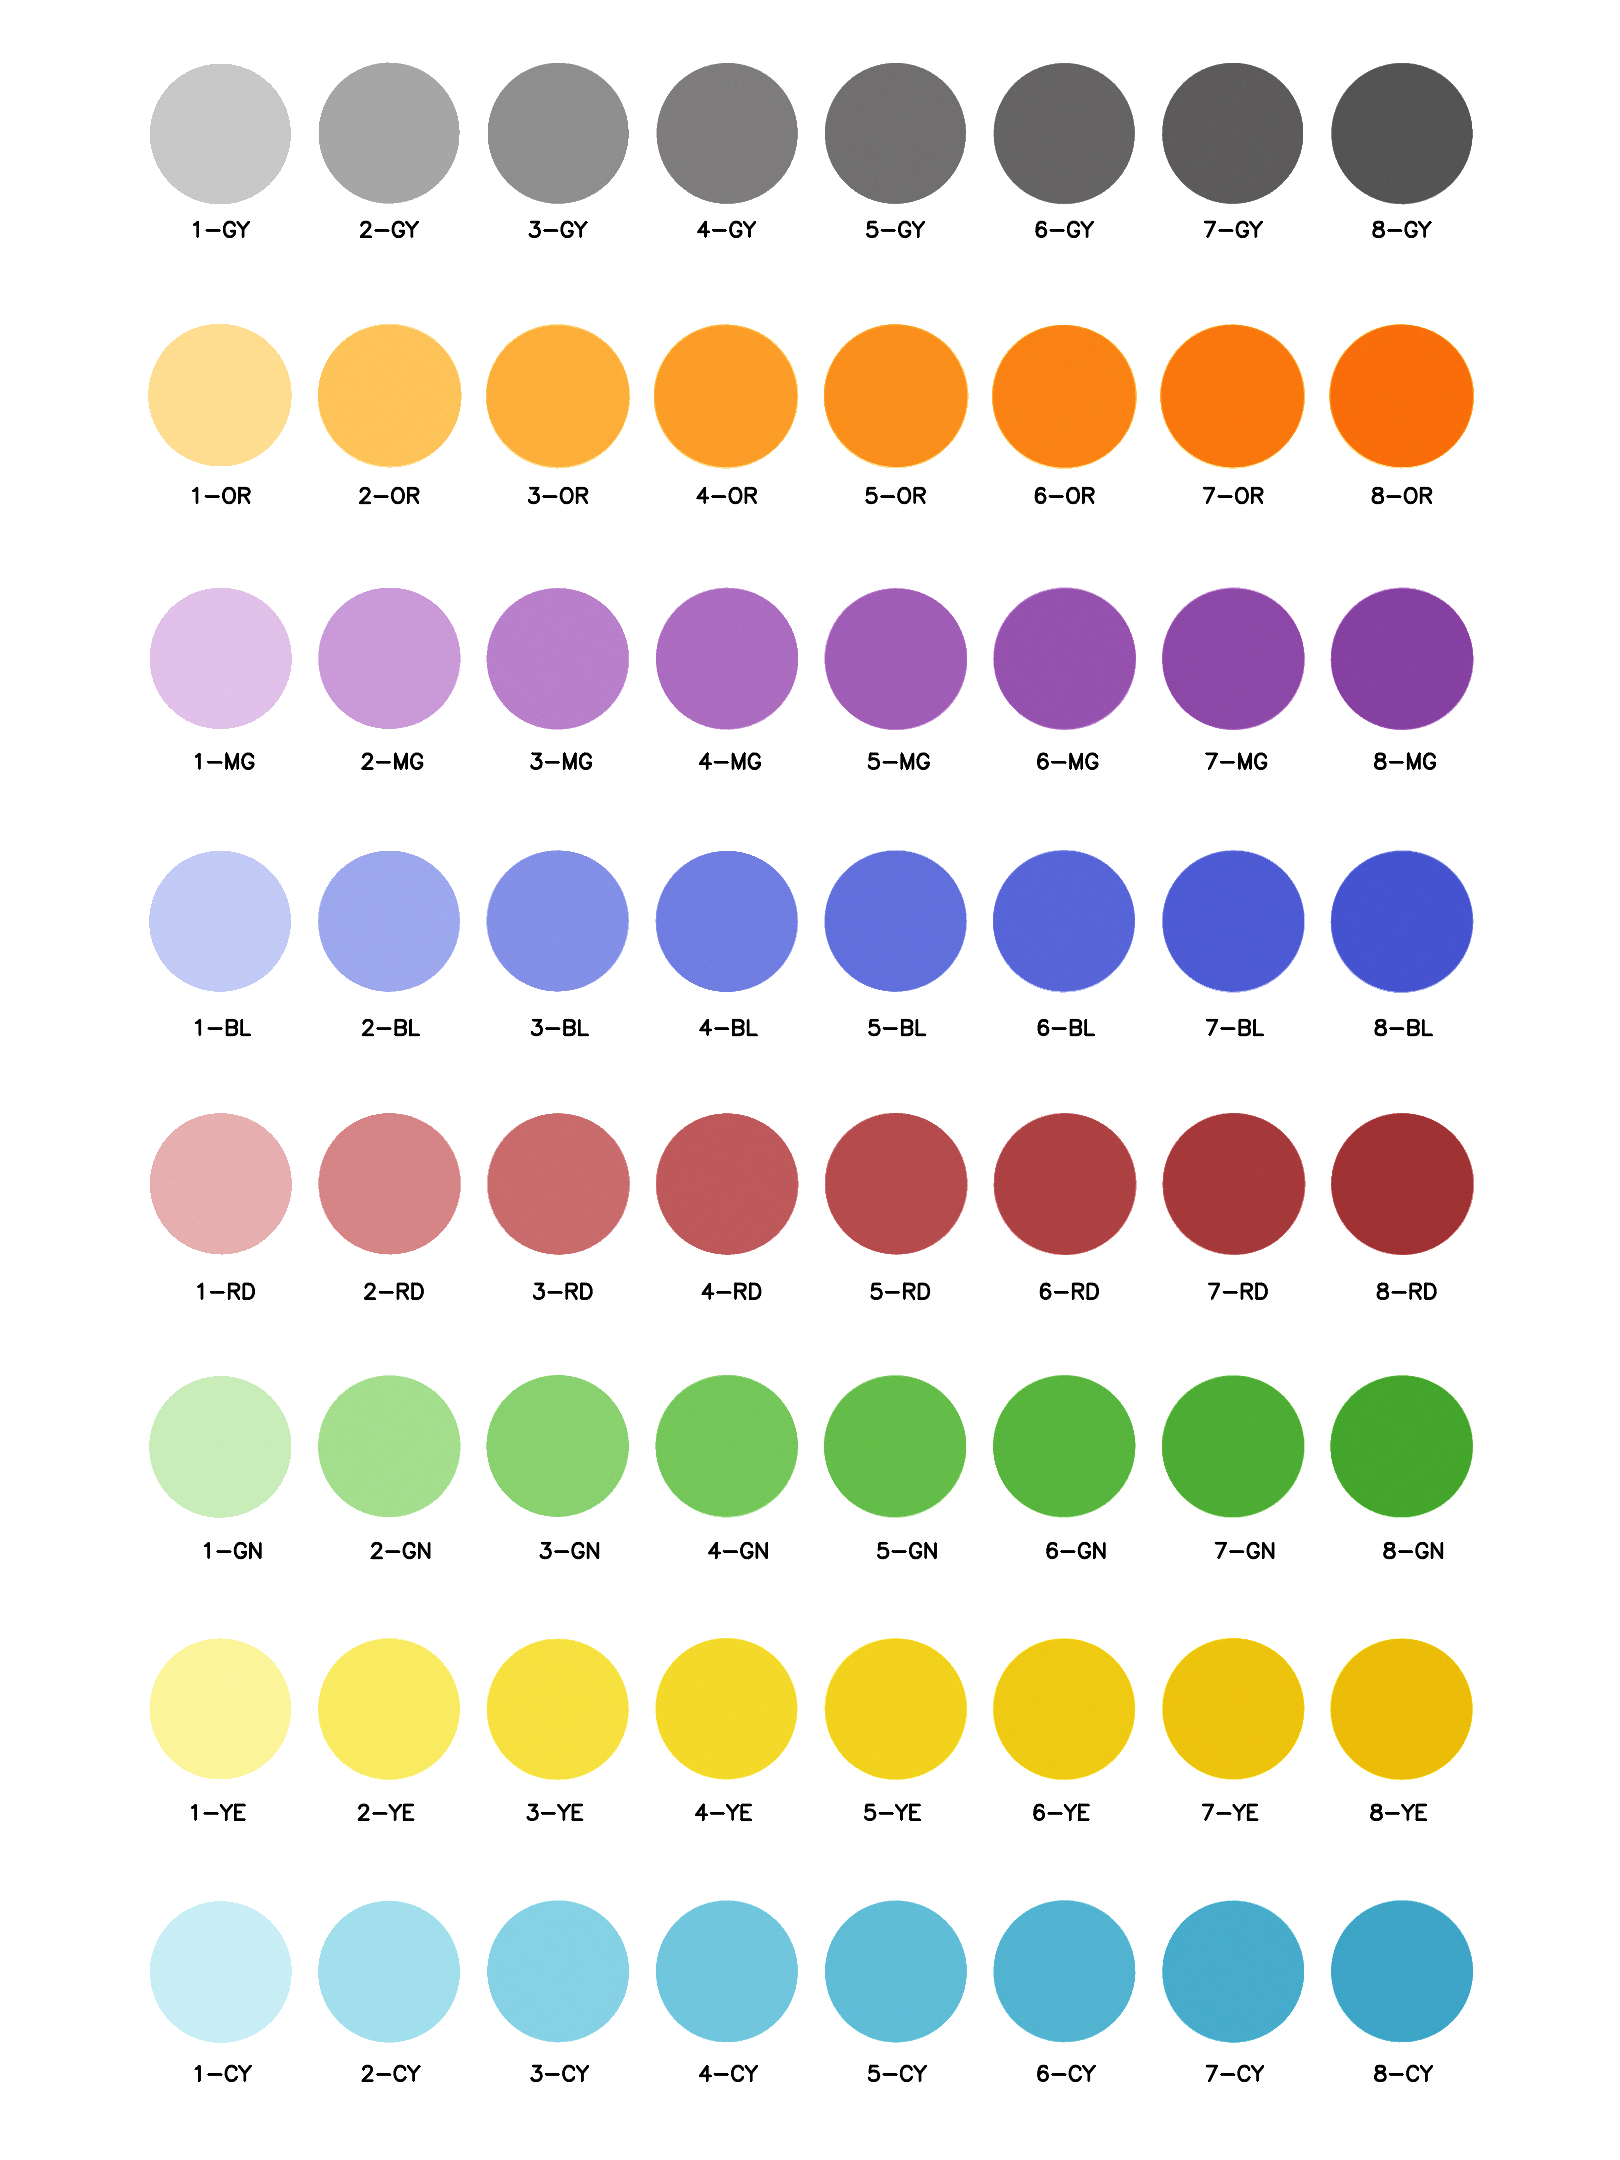 1-GY 2-GY 3-GY 4-GY 5-GY 6-GY 7-GY 8-GY
1-OR 2-OR 3-OR 4-OR 5-OR 6-OR 7-OR 8-OR
1-MG 2-MG 3-MG 4-MG 5-MG 6-MG 7-MG 8-MG
1-BL 2-BL 3-BL 4-BL 5-BL 6-BL 7-BL 8-BL
1-RD 2-RD 3-RD 4-RD 5-RD 6-RD 7-RD 8-RD
1-GN 2-GN 3-GN 4-GN 5-GN 6-GN 7-GN 8-GN
1-YE 2-YE 3-YE 4-YE 5-YE 6-YE 7-YE 8-YE
1-CY 2-CY 3-CY 4-CY 5-CY 6-CY 7-CY 8-CY